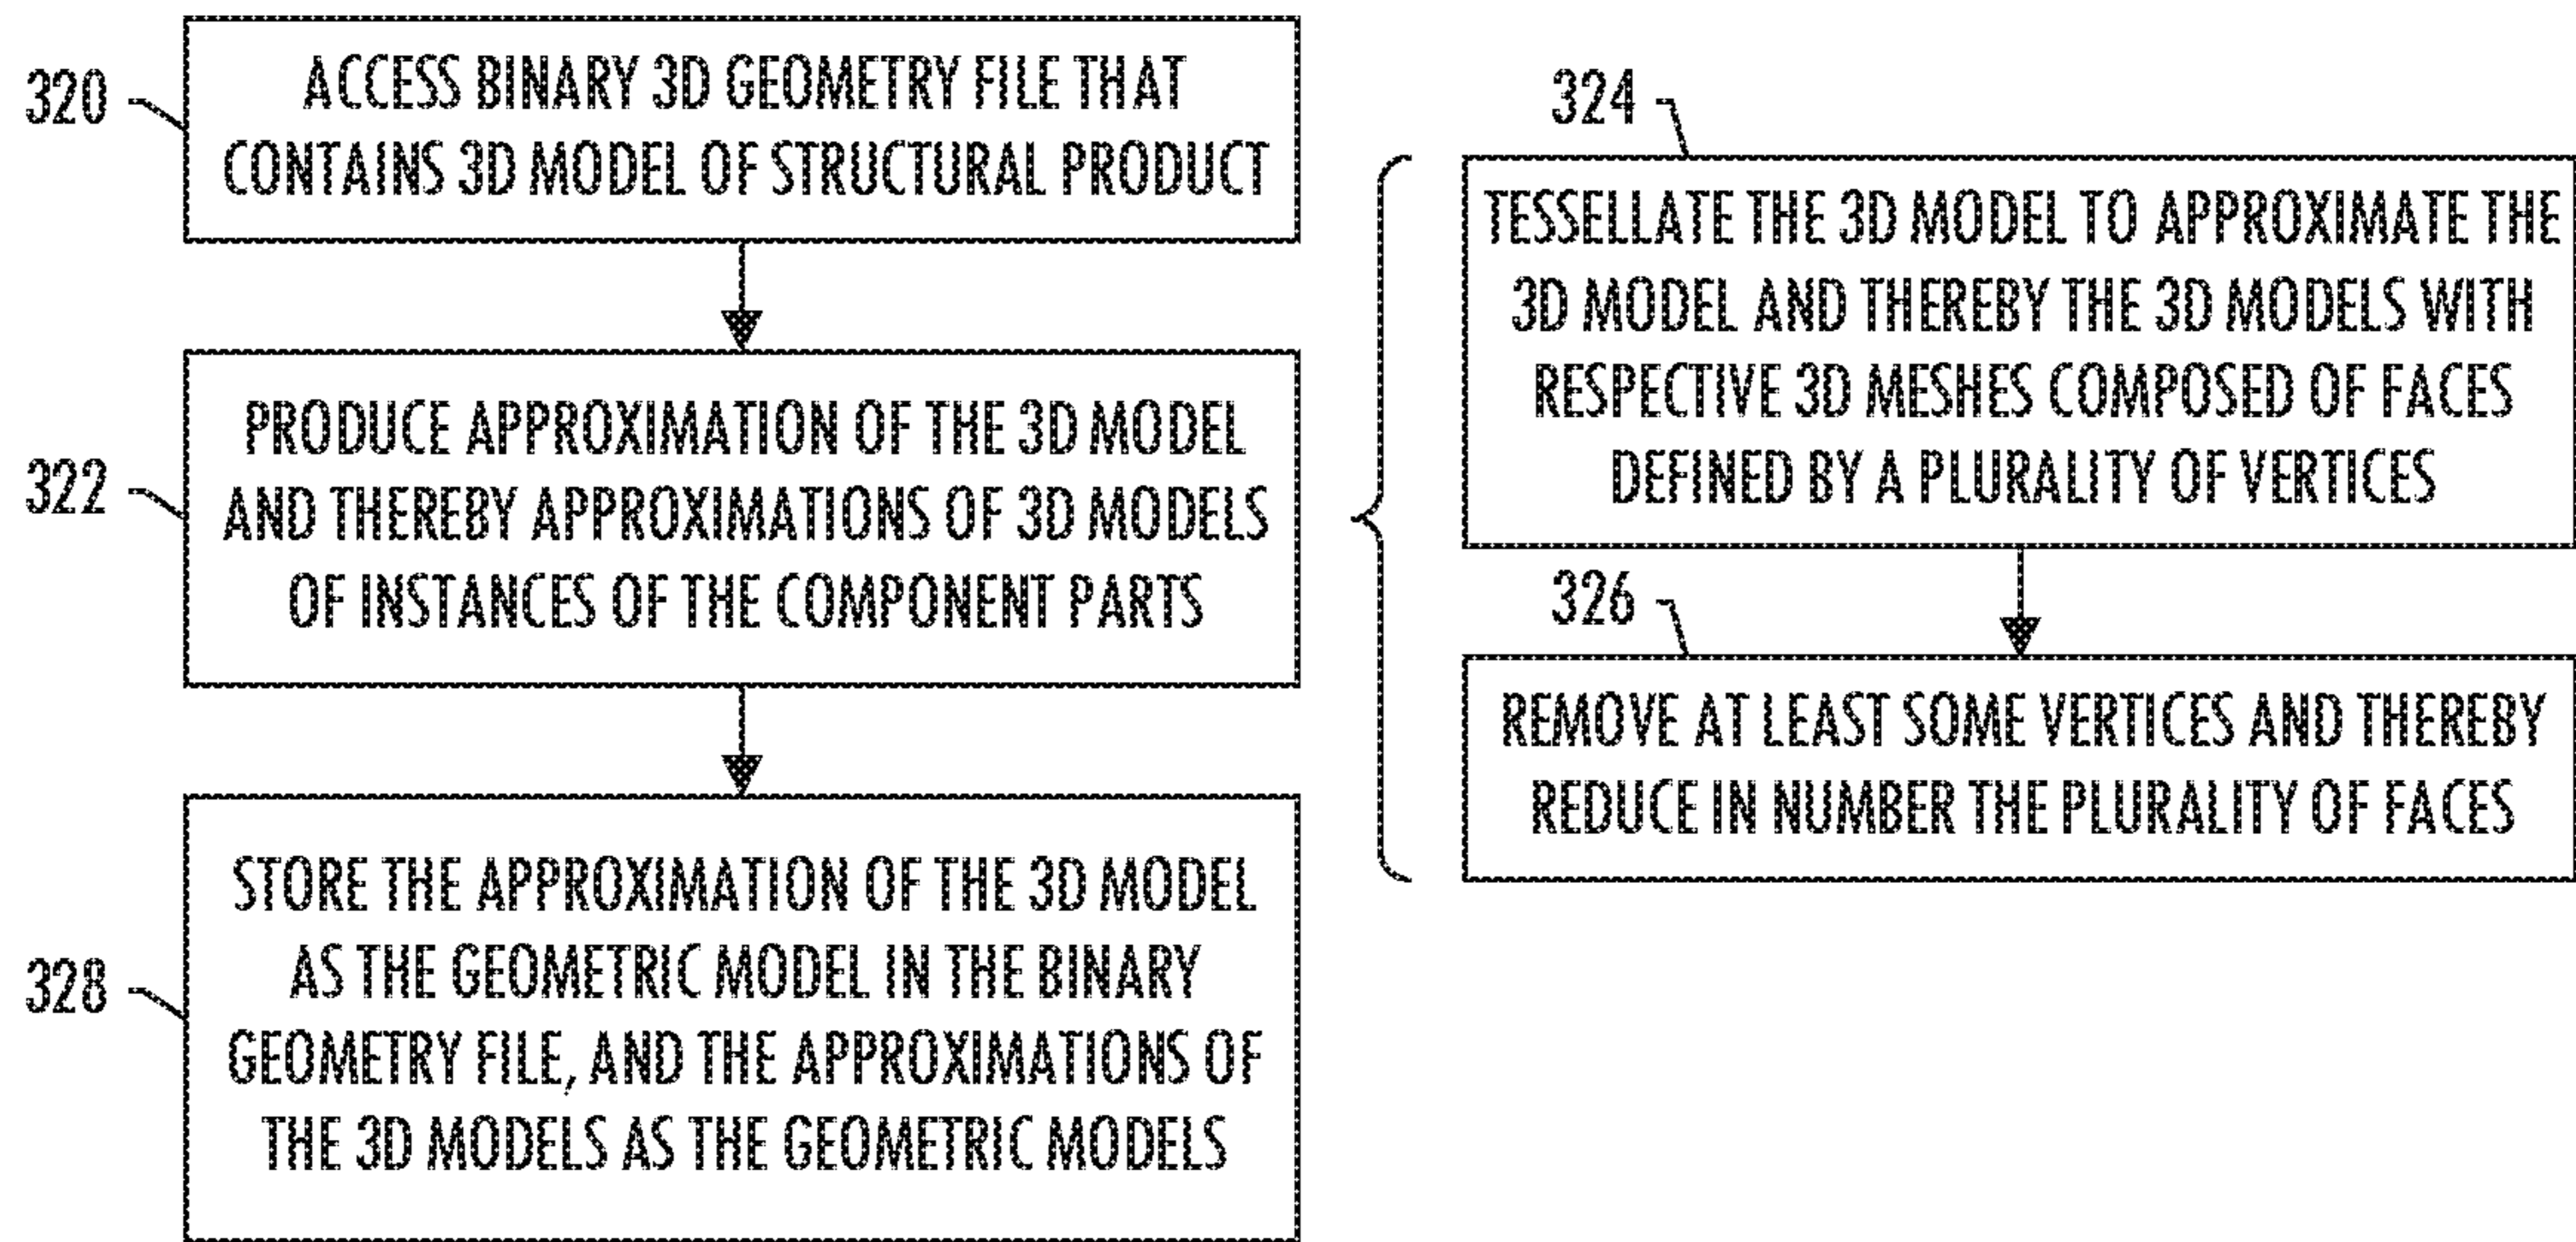 320
ACCESS BINARY 3D GEOMETRY FILE THAT
CONTAINS 3D MODEL OF STRUCTURAL PRODUCT
322
PRODUCE APPROXIMATION OF THE 3D MODEL
AND THEREBY APPROXIMATIONS OF 3D MODELS
OF INSTANCES OF THE COMPONENT PARTS
324
TESSELLATE THE 3D MODEL TO APPROXIMATE THE
3D MODEL AND THEREBY THE 3D MODELS WITH
RESPECTIVE 3D MESHES COMPOSED OF FACES
DEFINED BY A PLURALITY OF VERTICES
326
REMOVE AT LEAST SOME VERTICES AND THEREBY
REDUCE IN NUMBER THE PLURALITY OF FACES
328
STORE THE APPROXIMATION OF THE 3D MODEL
AS THE GEOMETRIC MODEL IN THE BINARY
GEOMETRY FILE, AND THE APPROXIMATIONS OF
THE 3D MODELS AS THE GEOMETRIC MODELS